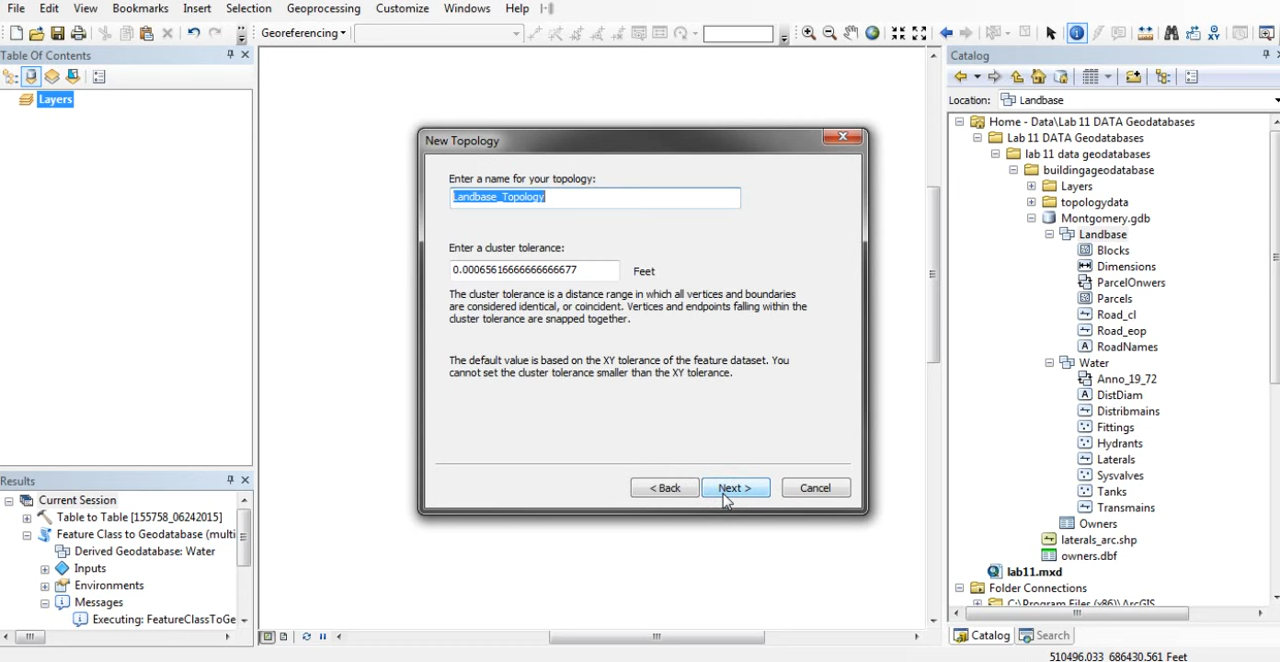 File Edit View Bookmarks Insert Selection Geoprocessing Customize Windows Help
Georeferencing
Table Of Contents
Layers
New Topology
Enter a name for your topology:
Landbase_Topology
Enter a cluster tolerance:
0.00065616666666666677 Feet
The cluster tolerance is a distance range in which all vertices and boundaries
are considered identical, or coincident. Vertices and endpoints falling within the
cluster tolerance are snapped together.
The default value is based on the XY tolerance of the feature dataset. You
cannot set the cluster tolerance smaller than the XY tolerance.
< Back Next > Cancel
Results
Current Session
Table to Table [155758_06242015]
Feature Class to Geodatabase (multi
Derived Geodatabase: Water
Inputs
Environments
Messages
Executing: FeatureClassToGe
Catalog
Location: Landbase
Home - Data\Lab 11 DATA Geodatabases
Lab 11 DATA Geodatabases
lab 11 data geodatabases
buildingageodatabase
Layers
topologydata
Montgomery.gdb
Landbase
Blocks
Dimensions
ParcelOnwers
Parcels
Road_cl
Road_eop
RoadNames
Water
Anno_19_72
DistDiam
Distribmains
Fittings
Hydrants
Laterals
Sysvalves
Tanks
Transmains
Owners
laterals_arc.shp
owners.dbf
lab11.mxd
Folder Connections
C:\Program Files (x86)\ArcGIS
Catalog Search
510496.033 686430.561 Feet